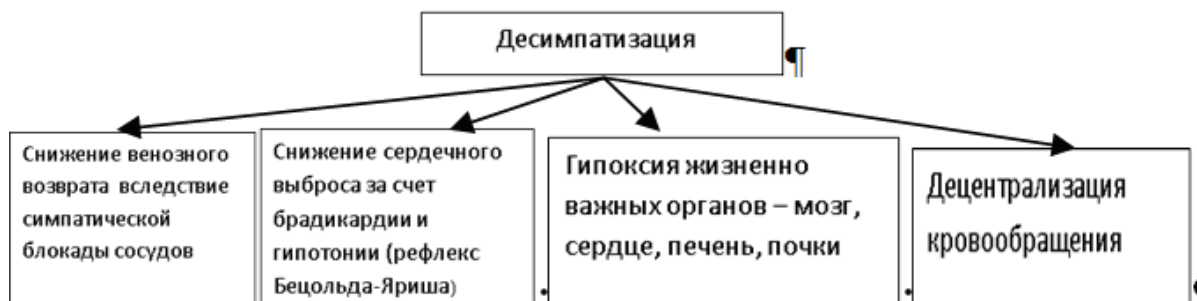 Десимпатизация
¶
Снижение венозного
возврата вследствие
симпатической
блокады сосудов
Снижение сердечного
выброса за счет
брадикардии и
гипотонии (рефлекс
Бецольда-Яриша)
Гипоксия жизненно
важных органов – мозг,
сердце, печень, почки
Децентрализация
кровообращения